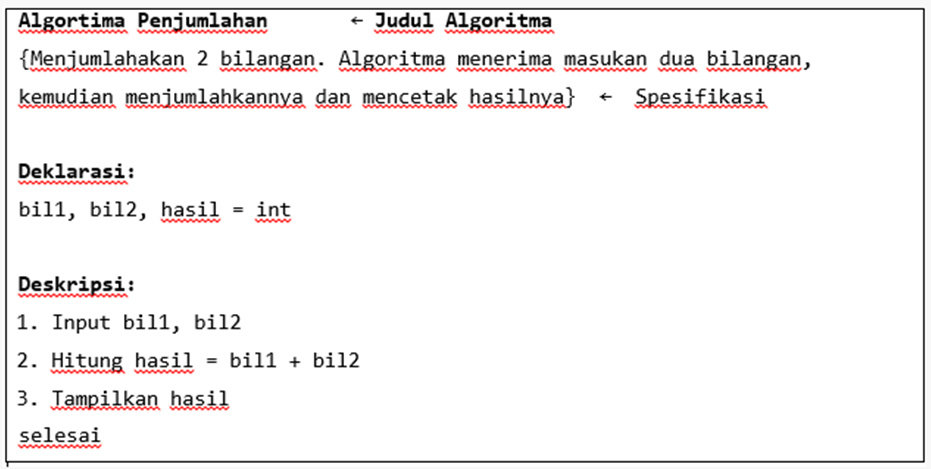 Algortima Penjumlahan ← Judul Algoritma
{Menjumlahakan 2 bilangan. Algoritma menerima masukan dua bilangan,
kemudian menjumlahkannya dan mencetak hasilnya} ← Spesifikasi
Deklarasi:
bil1, bil2, hasil = int
Deskripsi:
1. Input bil1, bil2
2. Hitung hasil = bil1 + bil2
3. Tampilkan hasil
selesai